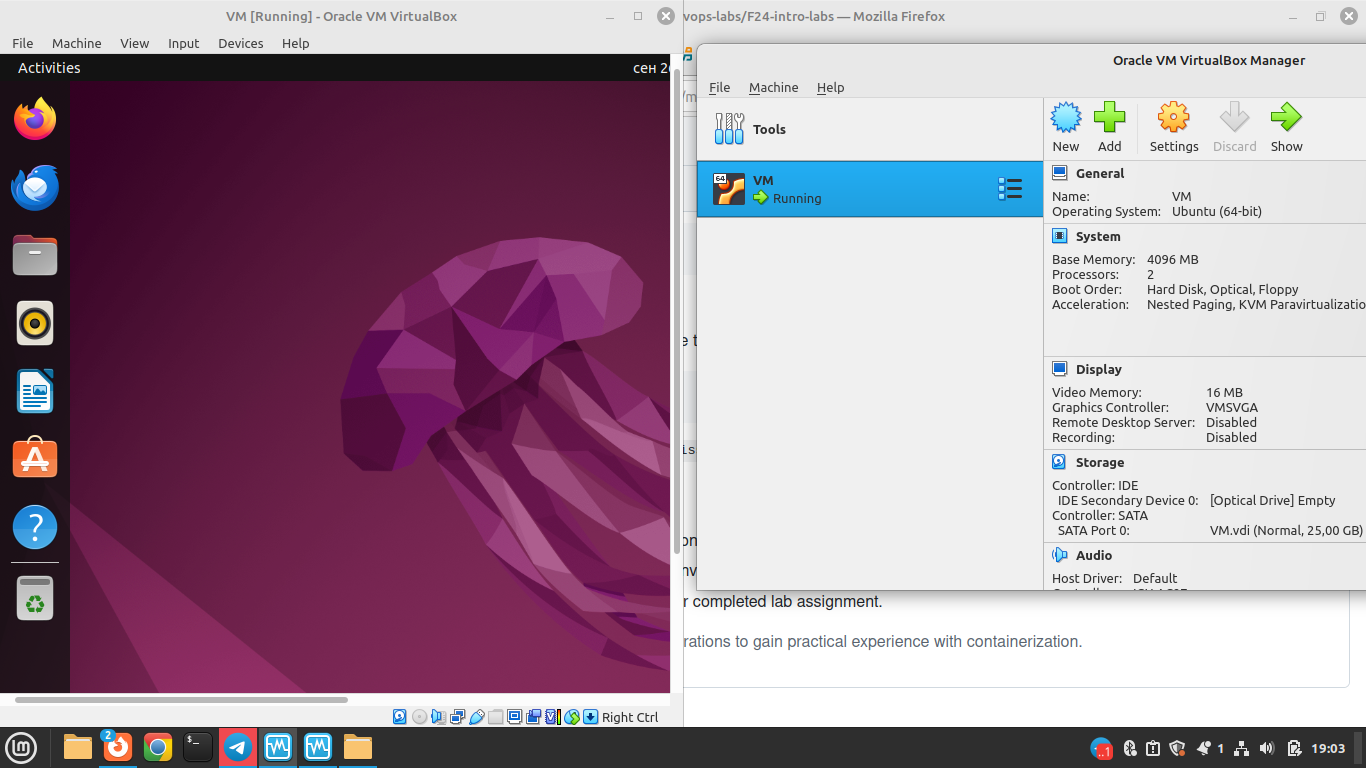 VM [Running] - Oracle VM VirtualBox
File Machine View Input Devices Help
Activities
сен 2
?
Right Ctrl
vops-labs/F24-intro-labs — Mozilla Firefox
/m
e t
is
on
nv
r completed lab assignment.
rations to gain practical experience with containerization.
Oracle VM VirtualBox Manager
File Machine Help
Tools
New Add Settings Discard Show
64
VM
Running
General
Name: VM
Operating System: Ubuntu (64-bit)
System
Base Memory: 4096 MB
Processors: 2
Boot Order: Hard Disk, Optical, Floppy
Acceleration: Nested Paging, KVM Paravirtualizatio
Display
Video Memory: 16 MB
Graphics Controller: VMSVGA
Remote Desktop Server: Disabled
Recording: Disabled
Storage
Controller: IDE
IDE Secondary Device 0: [Optical Drive] Empty
Controller: SATA
SATA Port 0: VM.vdi (Normal, 25,00 GB)
Audio
Host Driver: Default
2
$_
..1
1
19:03